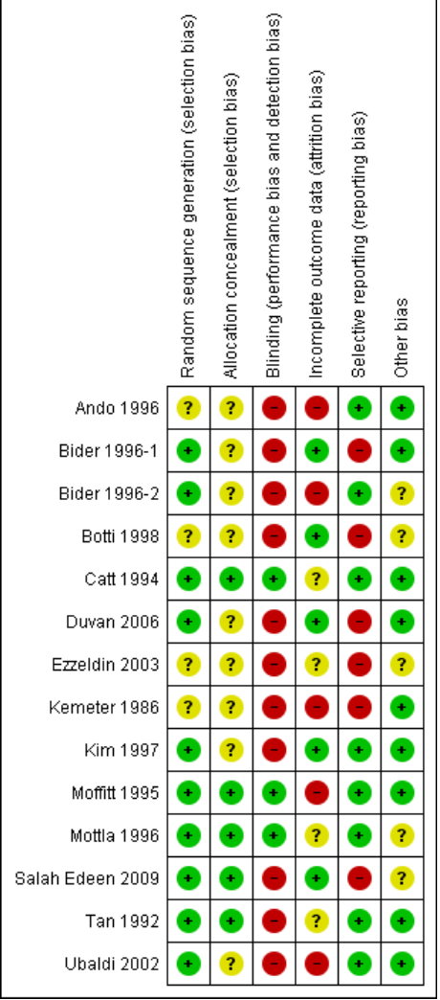 Random sequence generation (selection bias)
Allocation concealment (selection bias)
Blinding (performance bias and detection bias)
Incomplete outcome data (attrition bias)
Selective reporting (reporting bias)
Other bias
Ando 1996 ? ? - - + +
Bider 1996-1 + ? - + - +
Bider 1996-2 + ? - - + ?
Botti 1998 ? ? - + - ?
Catt 1994 + + + ? + +
Duvan 2006 + ? - + - +
Ezzeldin 2003 ? ? - ? - ?
Kemeter 1986 ? ? - - - +
Kim 1997 + ? - + + +
Moffitt 1995 + + + - + +
Mottla 1996 + + + ? + ?
Salah Edeen 2009 + + - + - ?
Tan 1992 + + - ? + +
Ubaldi 2002 + ? - - + +